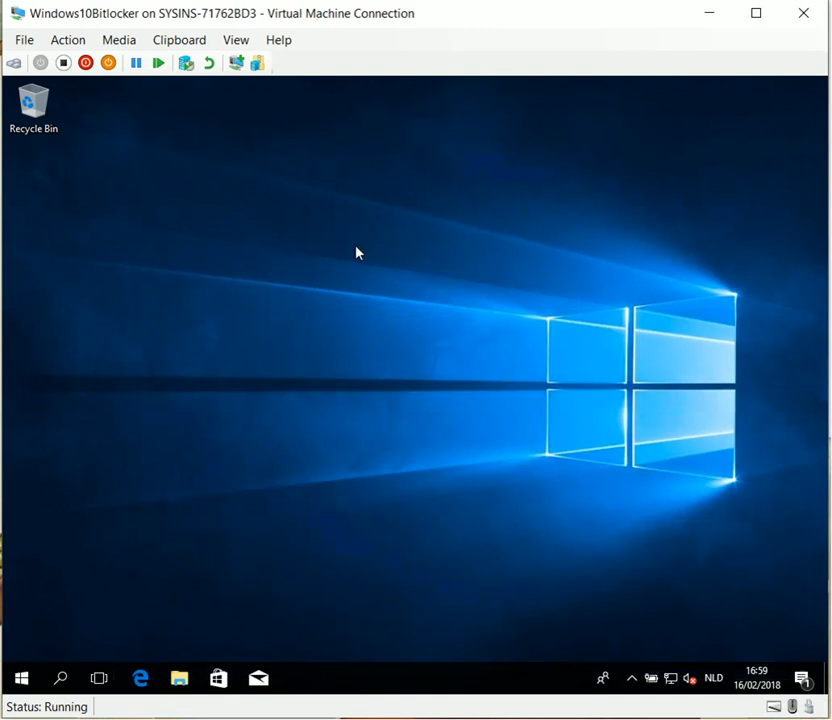 Windows10Bitlocker on SYSINS-71762BD3 - Virtual Machine Connection
File Action Media Clipboard View Help
Recycle Bin
NLD
16:59
16/02/2018
1
Status: Running